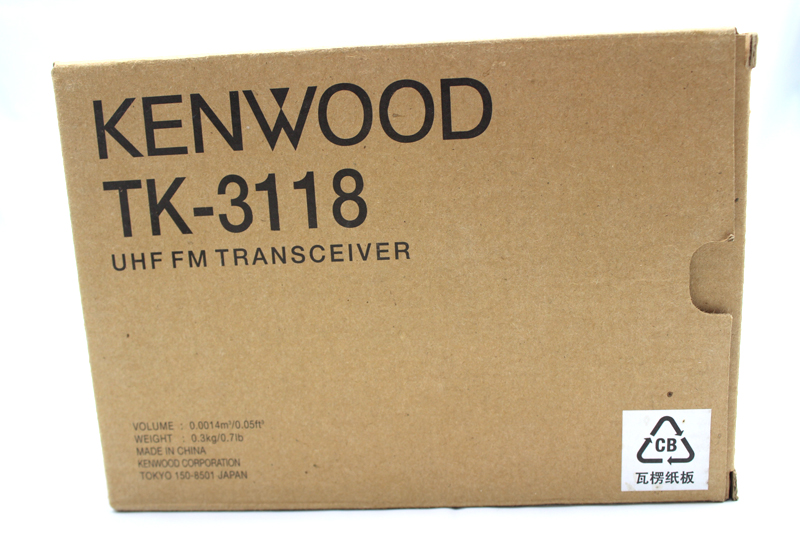 KENWOOD
TK-3118
UHF FM TRANSCEIVER
VOLUME : 0.0014m³/0.05ft³
WEIGHT : 0.3kg/0.7lb
MADE IN CHINA
KENWOOD CORPORATION
TOKYO 150-8501 JAPAN
CB
瓦楞纸板